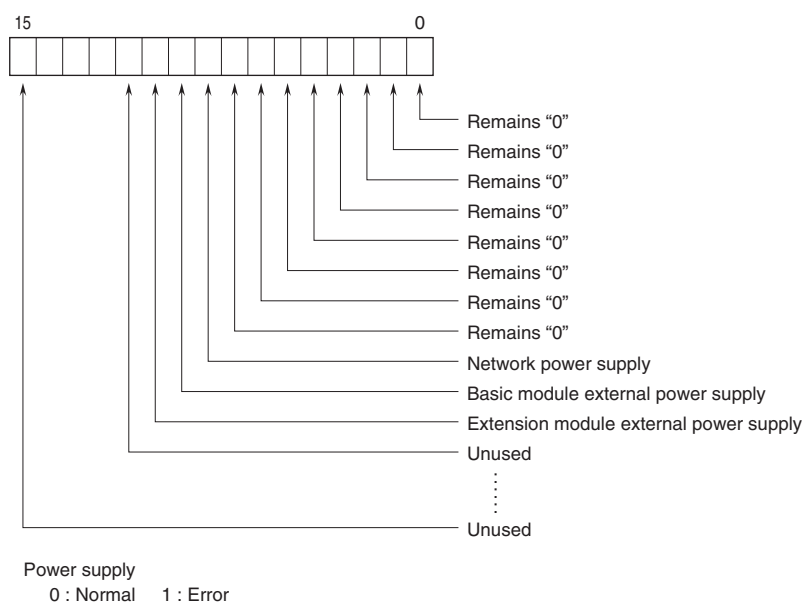 15 0
Remains “0”
Remains “0”
Remains “0”
Remains “0”
Remains “0”
Remains “0”
Remains “0”
Remains “0”
Network power supply
Basic module external power supply
Extension module external power supply
Unused
Unused
Power supply
0 : Normal 1 : Error